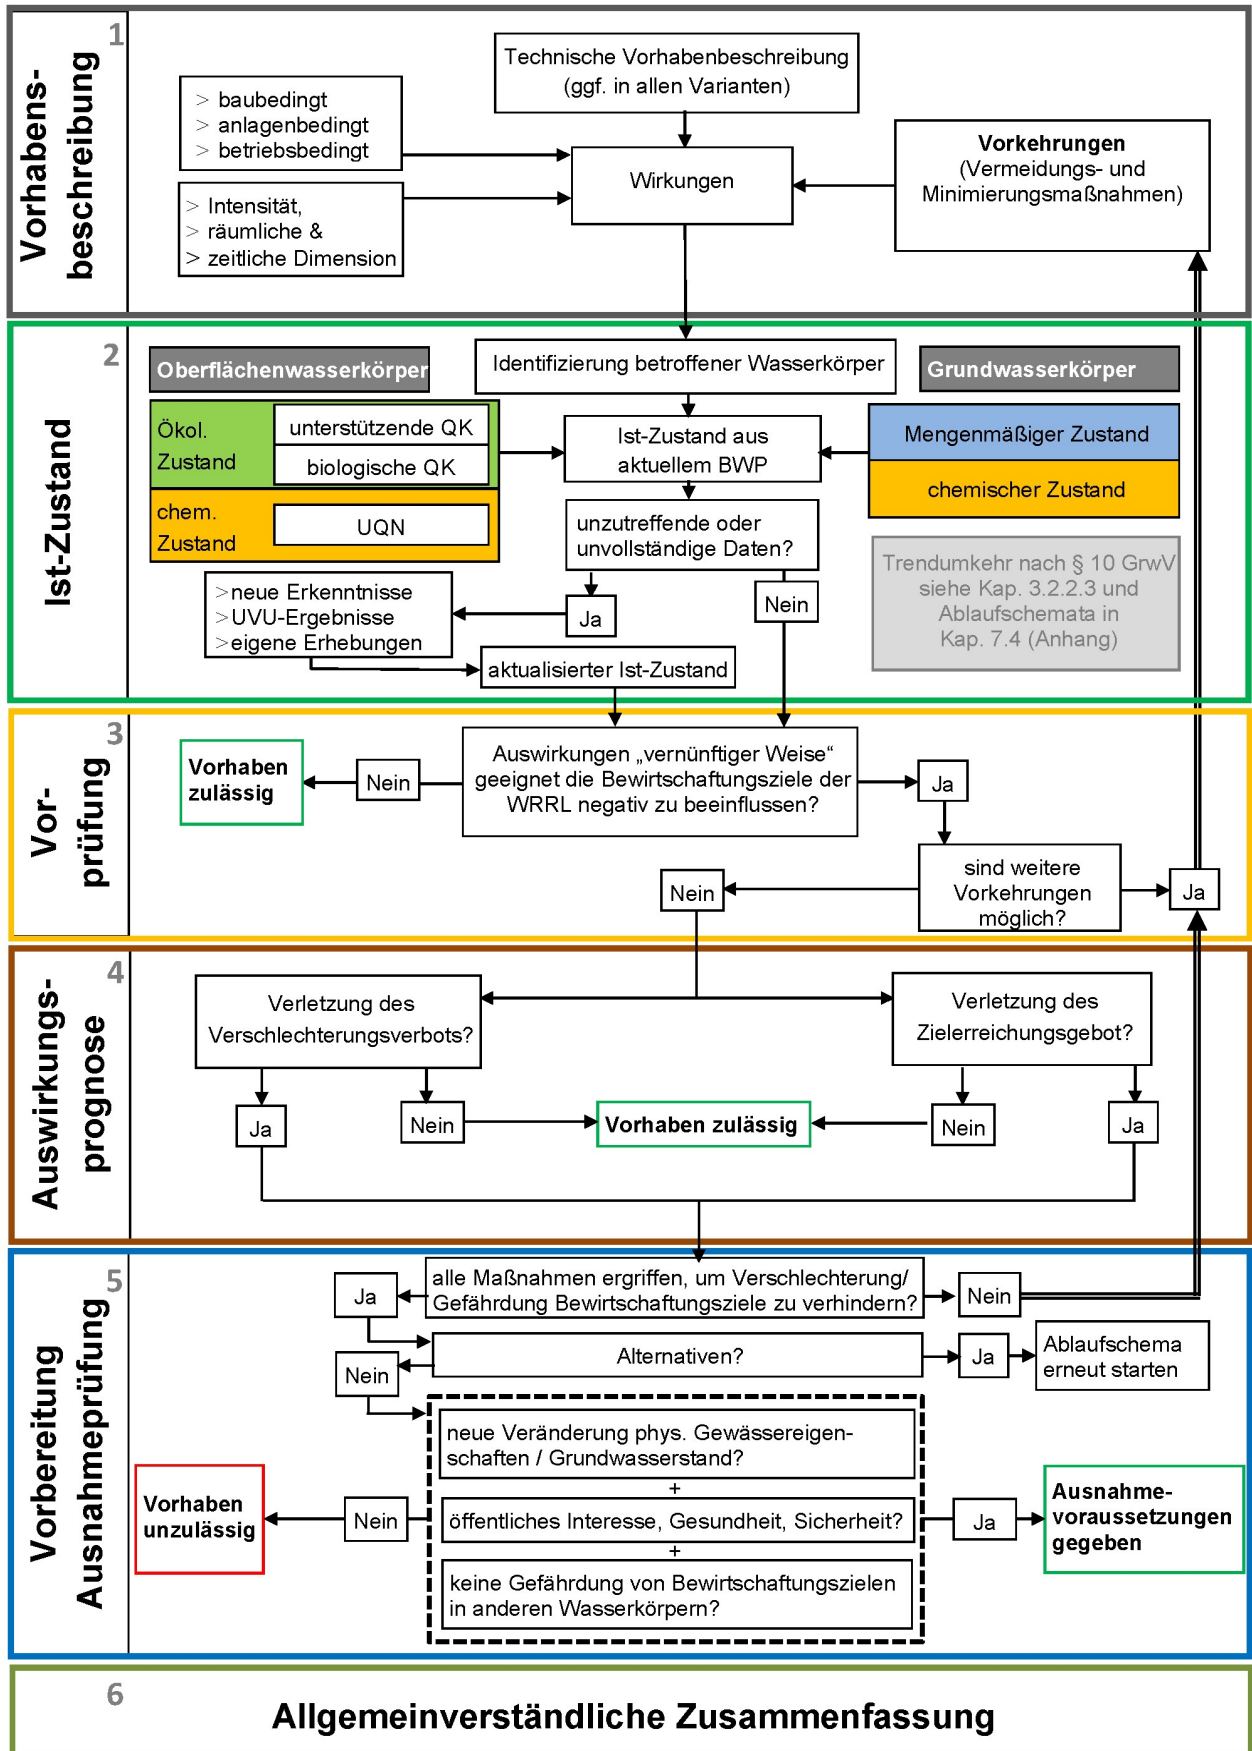 1
Vorhabens-
beschreibung
Technische Vorhabenbeschreibung
(ggf. in allen Varianten)
> baubedingt
> anlagenbedingt
> betriebsbedingt
> Intensität,
> räumliche &
> zeitliche Dimension
Wirkungen
Vorkehrungen
(Vermeidungs- und
Minimierungsmaßnahmen)
2
Ist-Zustand
Oberflächenwasserkörper
Identifizierung betroffener Wasserkörper
Grundwasserkörper
Ökol.
Zustand
unterstützende QK
biologische QK
chem.
Zustand
UQN
Ist-Zustand aus
aktuellem BWP
Mengenmäßiger Zustand
chemischer Zustand
unzutreffende oder
unvollständige Daten?
Ja
Nein
>neue Erkenntnisse
>UVU-Ergebnisse
>eigene Erhebungen
aktualisierter Ist-Zustand
Trendumkehr nach § 10 GrwV
siehe Kap. 3.2.2.3 und
Ablaufschemata in
Kap. 7.4 (Anhang)
3
Vor-
prüfung
Vorhaben
zulässig
Nein
Auswirkungen „vernünftiger Weise“
geeignet die Bewirtschaftungsziele der
WRRL negativ zu beeinflussen?
Ja
sind weitere
Vorkehrungen
möglich?
Nein
Ja
4
Auswirkungs-
prognose
Verletzung des
Verschlechterungsverbots?
Verletzung des
Zielerreichungsgebot?
Ja
Nein
Vorhaben zulässig
Nein
Ja
5
Vorbereitung
Ausnahmeprüfung
alle Maßnahmen ergriffen, um Verschlechterung/
Gefährdung Bewirtschaftungsziele zu verhindern?
Ja
Nein
Alternativen?
Nein
Ja
Ablaufschema
erneut starten
neue Veränderung phys. Gewässereigen-
schaften / Grundwasserstand?
+
öffentliches Interesse, Gesundheit, Sicherheit?
+
keine Gefährdung von Bewirtschaftungszielen
in anderen Wasserkörpern?
Nein
Vorhaben
unzulässig
Ja
Ausnahme-
voraussetzungen
gegeben
6
Allgemeinverständliche Zusammenfassung